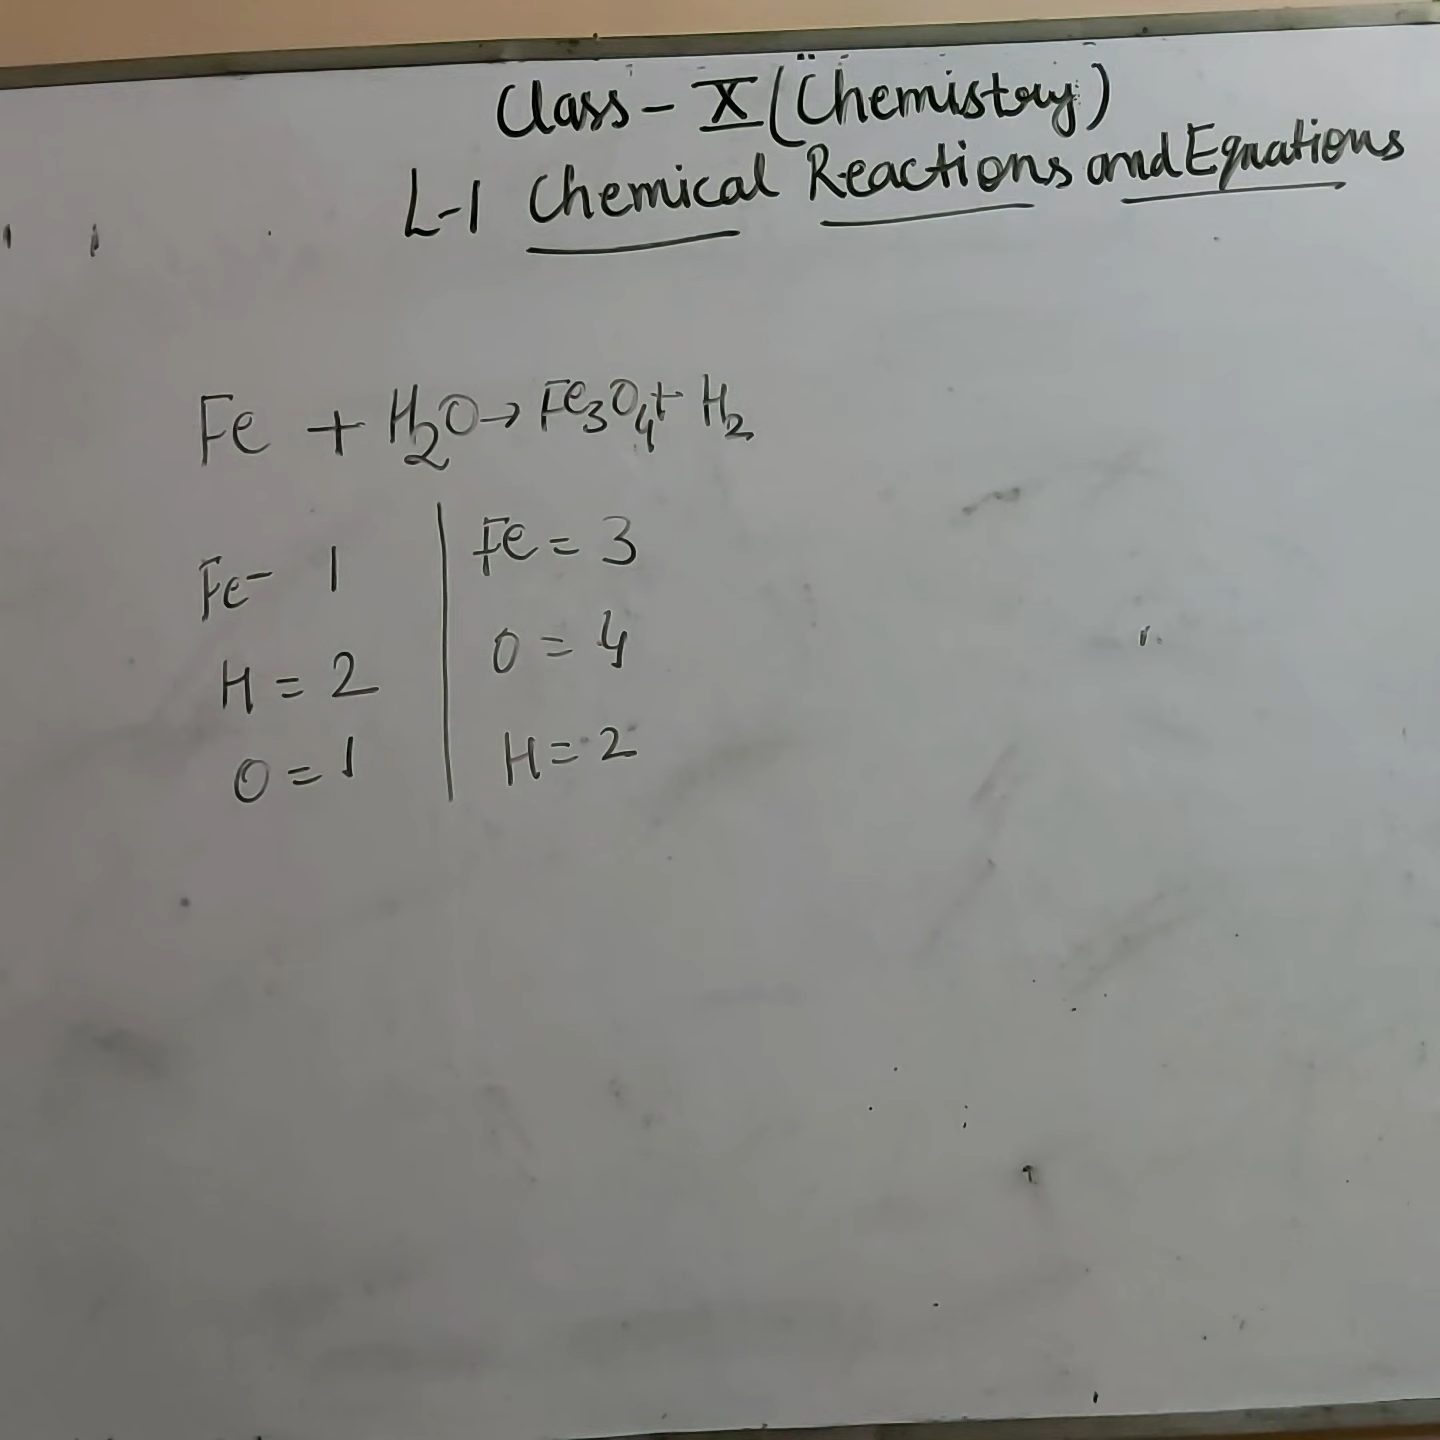 Class - X (Chemistry)
L-1 Chemical Reactions and Equations
Fe + H₂O → Fe₃O₄ + H₂
Fe - 1
H = 2
O = 1
Fe = 3
O = 4
H = 2